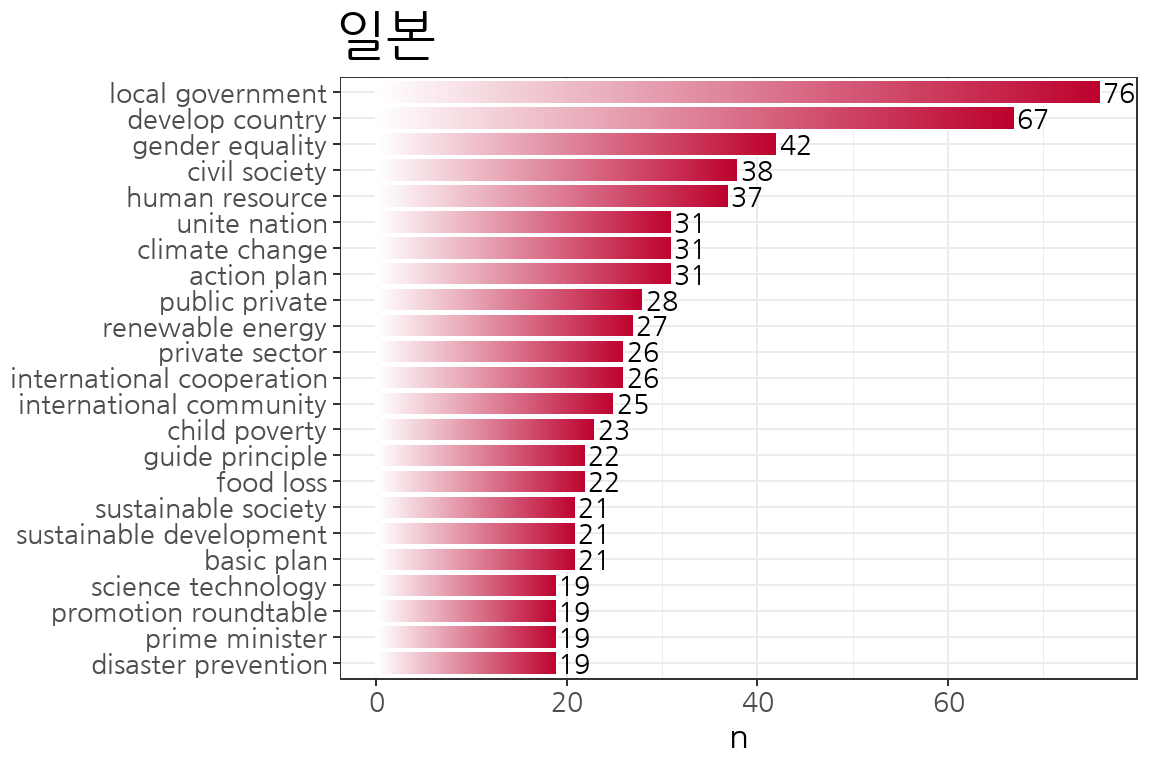 일본
local government 76
develop country 67
gender equality 42
civil society 38
human resource 37
unite nation 31
climate change 31
action plan 31
public private 28
renewable energy 27
private sector 26
international cooperation 26
international community 25
child poverty 23
guide principle 22
food loss 22
sustainable society 21
sustainable development 21
basic plan 21
science technology 19
promotion roundtable 19
prime minister 19
disaster prevention 19
0 20 40 60
n